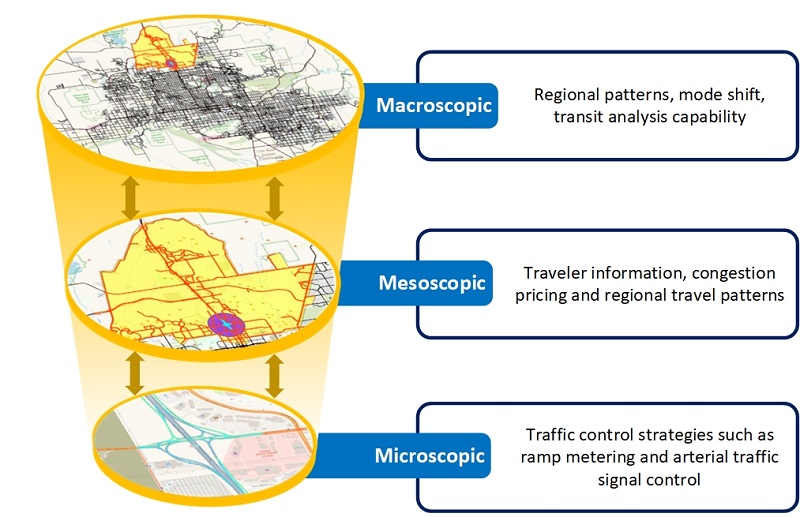 Macroscopic
Regional patterns, mode shift,
transit analysis capability
Mesoscopic
Traveler information, congestion
pricing and regional travel patterns
Microscopic
Traffic control strategies such as
ramp metering and arterial traffic
signal control